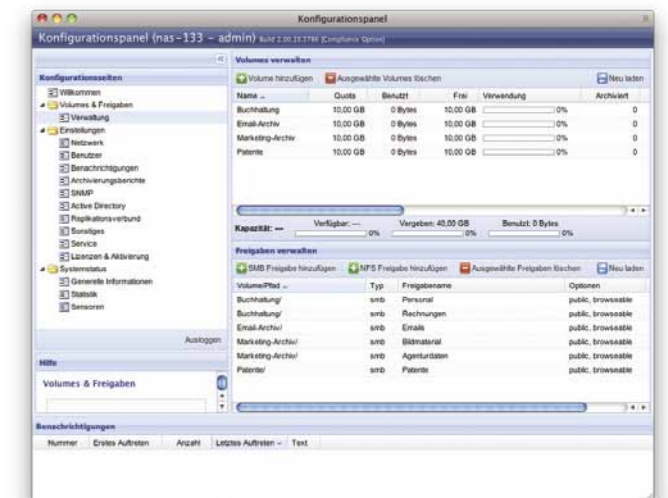 Konfigurationspanel
Konfigurationspanel (nas-133 - admin) Build 2.00.23.3786 [Compliance Option]
Konfigurationsseiten
Willkommen
Volumes & Freigaben
Verwaltung
Einstellungen
Netzwerk
Benutzer
Benachrichtigungen
Archivierungsberichte
SNMP
Active Directory
Replikationsverbund
Sonstiges
Service
Lizenzen & Aktivierung
Systemstatus
Generelle Informationen
Statistik
Sensoren
Ausloggen
Hilfe
Volumes & Freigaben
Volumes verwalten
Volume hinzufügen Ausgewählte Volumes löschen Neu laden
Name Quota Benutzt Frei Verwendung Archiviert
Buchhaltung 10,00 GB 0 Bytes 10,00 GB 0% 0
Email-Archiv 10,00 GB 0 Bytes 10,00 GB 0% 0
Marketing-Archiv 10,00 GB 0 Bytes 10,00 GB 0% 0
Patente 10,00 GB 0 Bytes 10,00 GB 0% 0
Kapazität: --- Verfügbar: --- 0% Vergeben: 40,00 GB 0% Benutzt: 0 Bytes 0%
Freigaben verwalten
SMB Freigabe hinzufügen NFS Freigabe hinzufügen Ausgewählte Freigaben löschen Neu laden
Volume/Pfad Typ Freigabename Optionen
Buchhaltung/ smb Personal public, browseable
Buchhaltung/ smb Rechnungen public, browseable
Email-Archiv/ smb Emails public, browseable
Marketing-Archiv/ smb Bildmaterial public, browseable
Marketing-Archiv/ smb Agenturdaten public, browseable
Patente/ smb Patente public, browseable
Benachrichtigungen
Nummer Erstes Auftreten Anzahl Letztes Auftreten Text